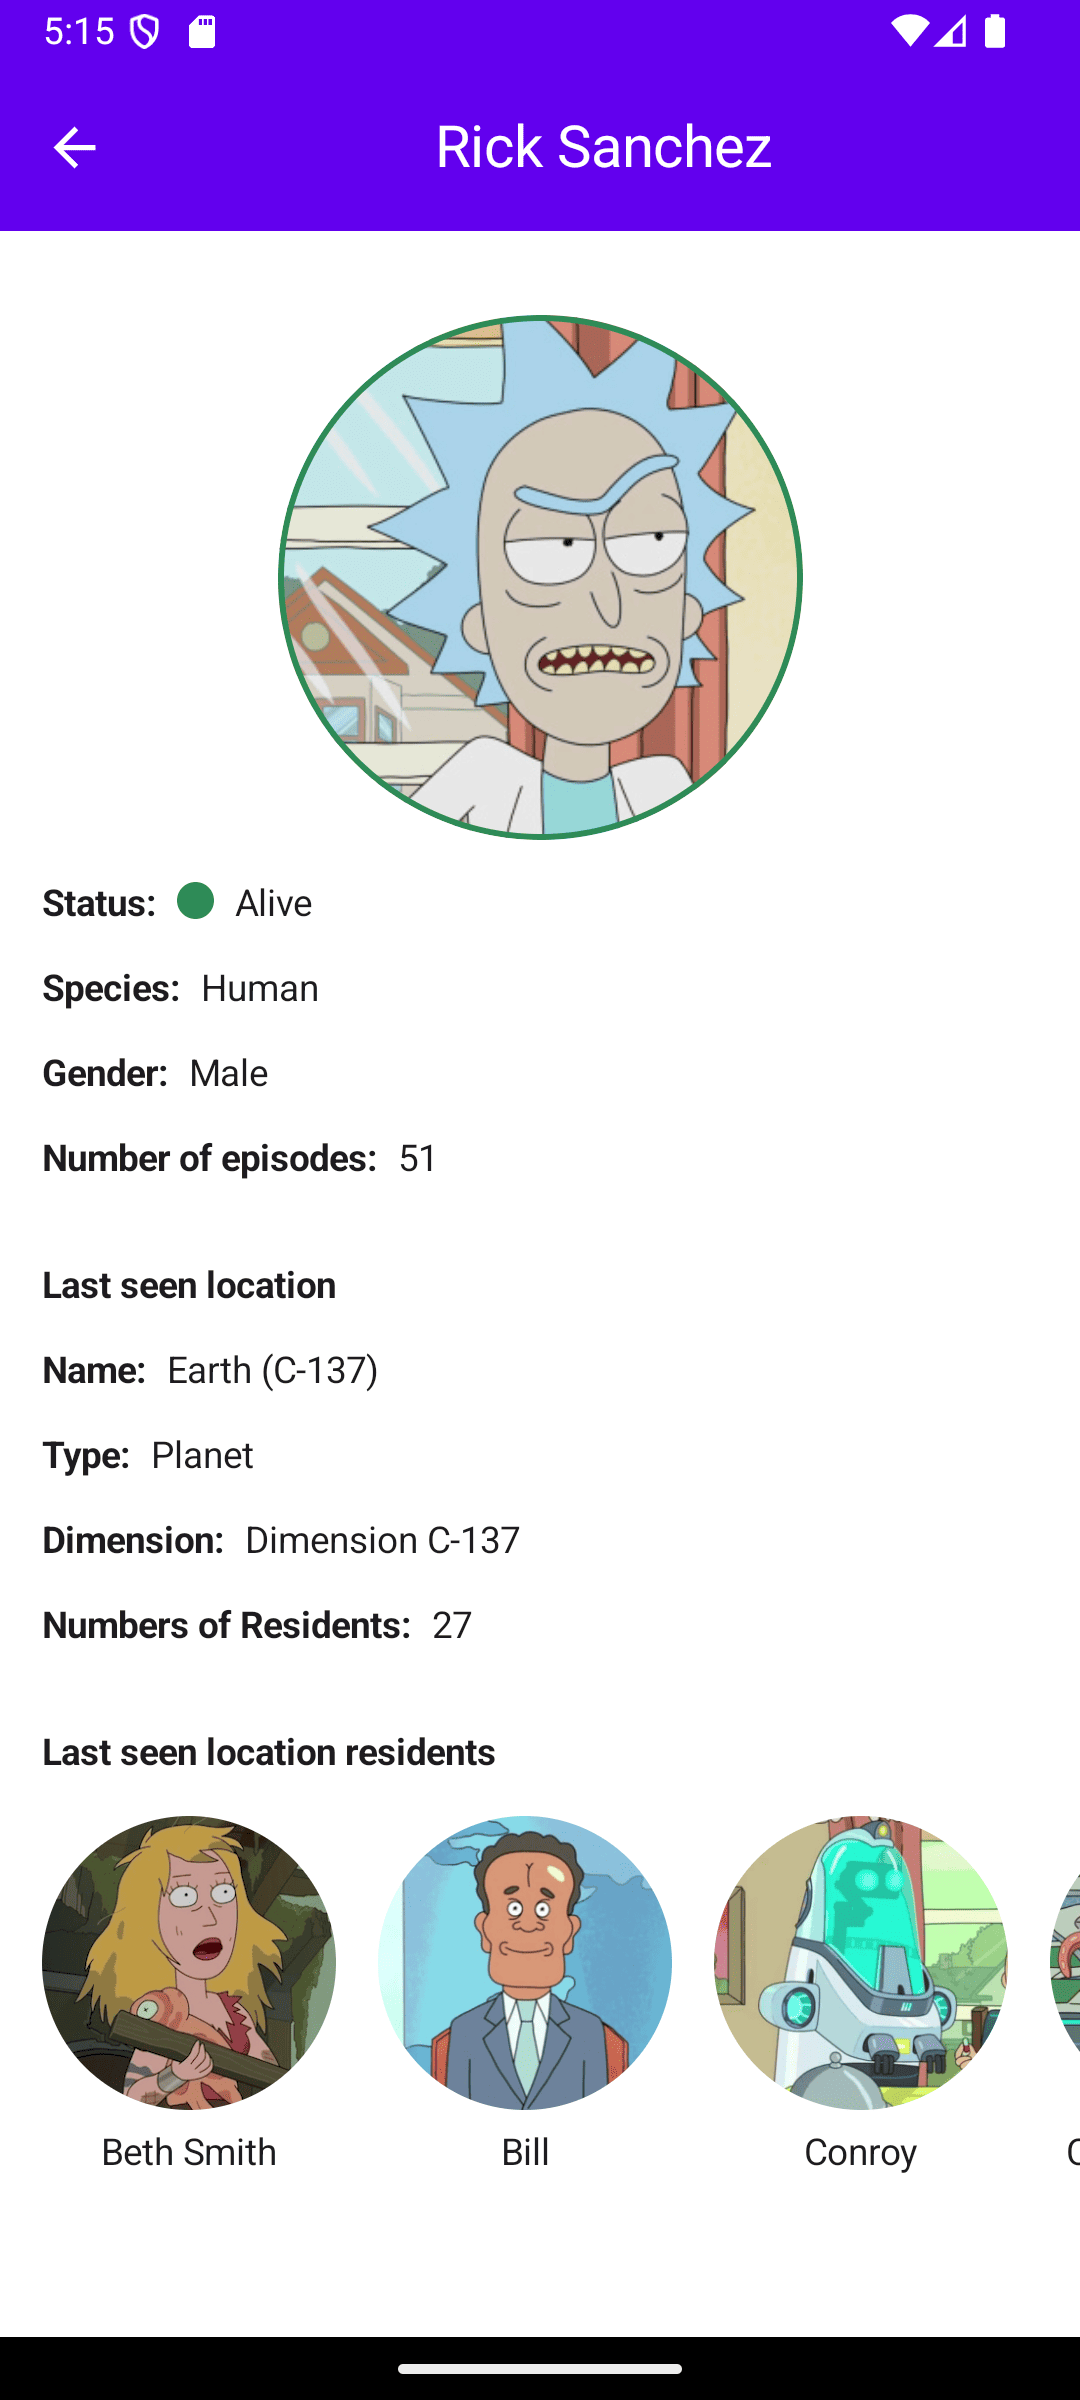 5:15
Rick Sanchez
Status: Alive
Species: Human
Gender: Male
Number of episodes: 51
Last seen location
Name: Earth (C-137)
Type: Planet
Dimension: Dimension C-137
Numbers of Residents: 27
Last seen location residents
Beth Smith Bill Conroy